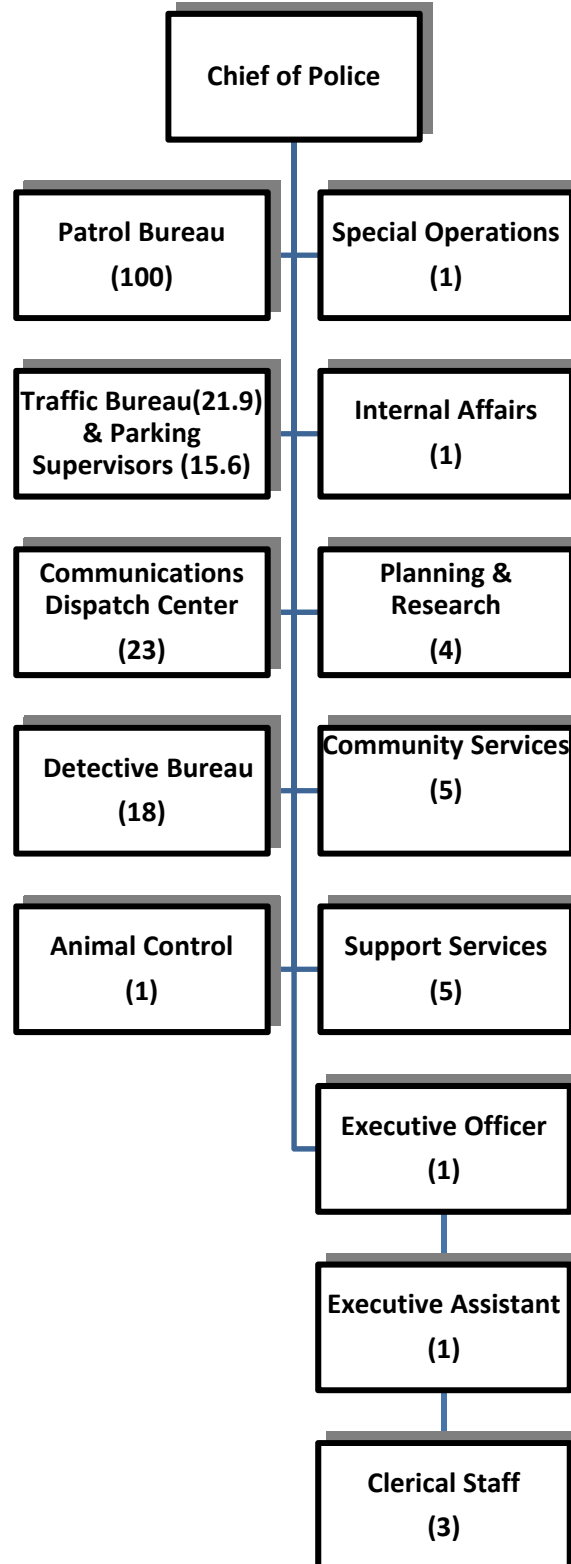 Chief of Police
Patrol Bureau
(100)
Special Operations
(1)
Traffic Bureau(21.9)
& Parking
Supervisors (15.6)
Internal Affairs
(1)
Communications
Dispatch Center
(23)
Planning &
Research
(4)
Detective Bureau
(18)
Community Services
(5)
Animal Control
(1)
Support Services
(5)
Executive Officer
(1)
Executive Assistant
(1)
Clerical Staff
(3)